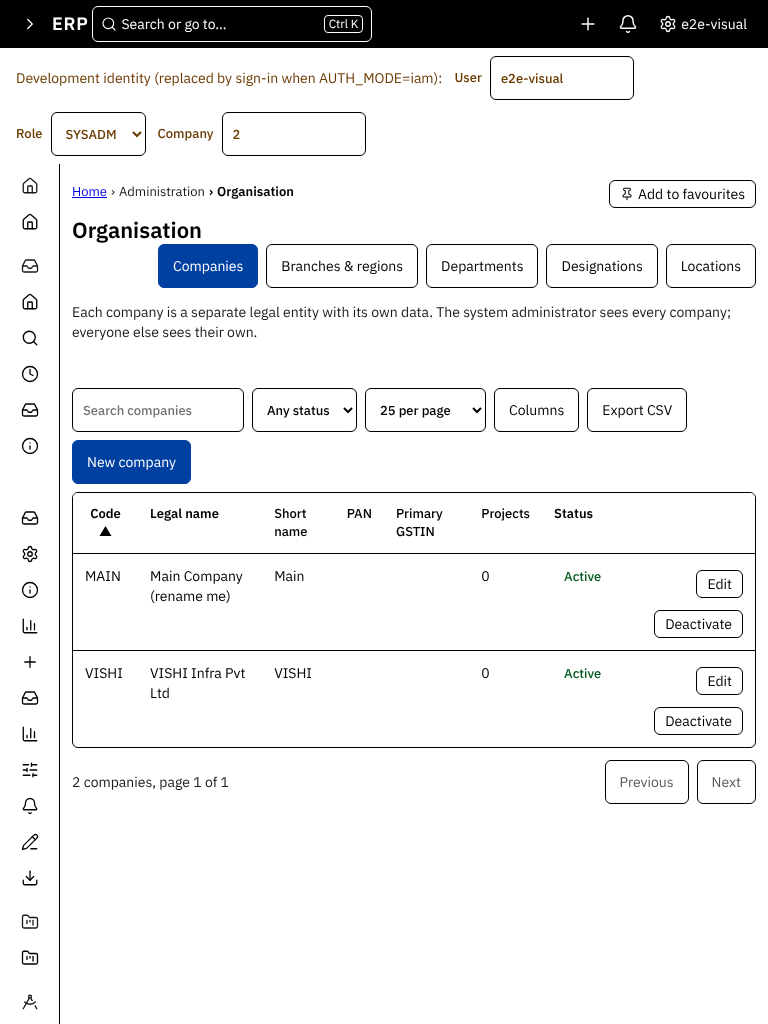 ERP
Search or go to...
Ctrl K
e2e-visual
Development identity (replaced by sign-in when AUTH_MODE=iam):
User
e2e-visual
Role
SYSADM
Company
2
Home › Administration › Organisation
Add to favourites
Organisation
Companies
Branches & regions
Departments
Designations
Locations
Each company is a separate legal entity with its own data. The system administrator sees every company;
everyone else sees their own.
Search companies
Any status
25 per page
Columns
Export CSV
New company
Code ▲
Legal name
Short name
PAN
Primary GSTIN
Projects
Status
MAIN
Main Company (rename me)
Main
0
Active
Edit
Deactivate
VISHI
VISHI Infra Pvt Ltd
VISHI
0
Active
Edit
Deactivate
2 companies, page 1 of 1
Previous
Next